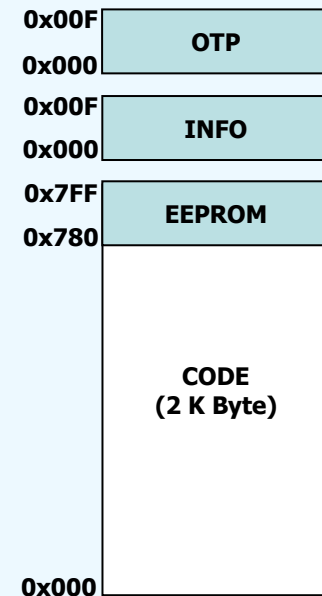 0x00F
OTP
0x000
0x00F
INFO
0x000
0x7FF
EEPROM
0x780
CODE
(2 K Byte)
0x000